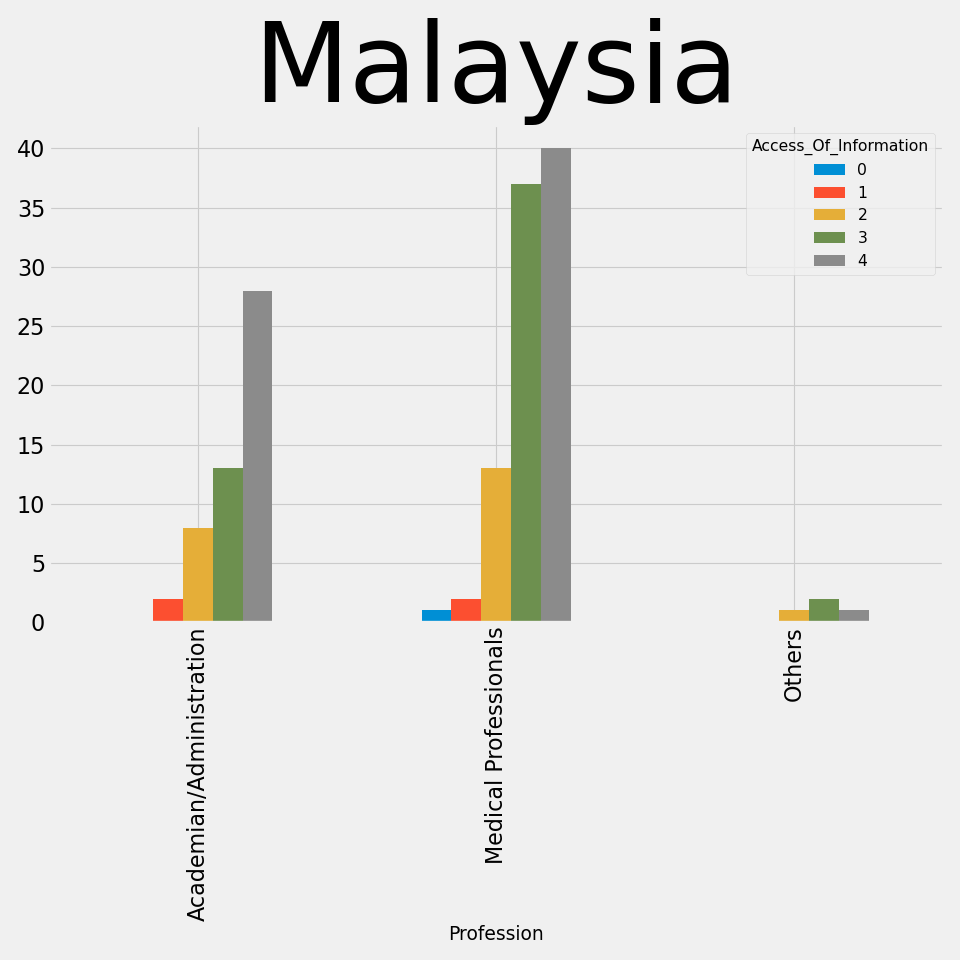 Malaysia
Access_Of_Information
0
1
2
3
4
40
35
30
25
20
15
10
5
0
Academian/Administration
Medical Professionals
Others
Profession